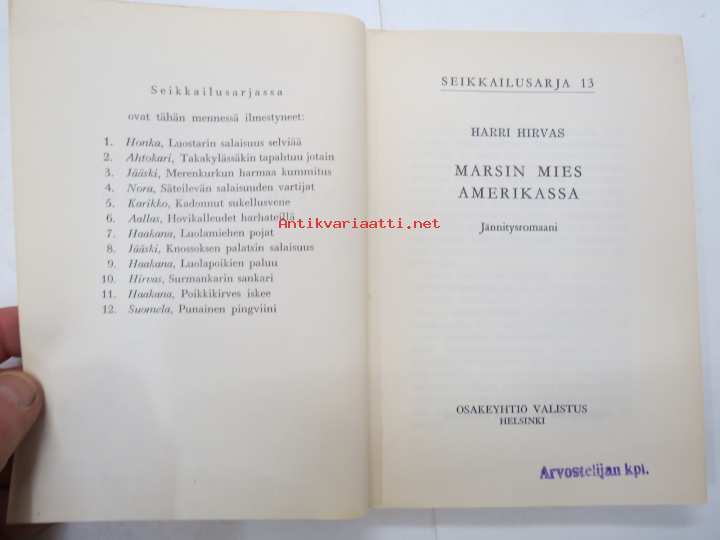 Seikkailusarjassa
ovat tähän mennessä ilmestyneet:
1. Honka, Luostarin salaisuus selviää
2. Ahtokari, Takakylässäkin tapahtuu jotain
3. Jääski, Merenkurkun harmaa kummitus
4. Nora, Säteilevän salaisuuden vartijat
5. Karikko, Kadonnut sukellusvene
6. Aallas, Hovikalleudet harhateillä
7. Haakana, Luolamiehen pojat
8. Jääski, Knossoksen palatsin salaisuus
9. Haakana, Luolapoikien paluu
10. Hirvas, Surmankarin sankari
11. Haakana, Poikkikirves iskee
12. Suomela, Punainen pingviini
Antikvariaatti.net
SEIKKAILUSARJA 13
HARRI HIRVAS
MARSIN MIES
AMERIKASSA
Jännitysromaani
OSAKEYHTIÖ VALISTUS
HELSINKI
Arvostelijan kpl.